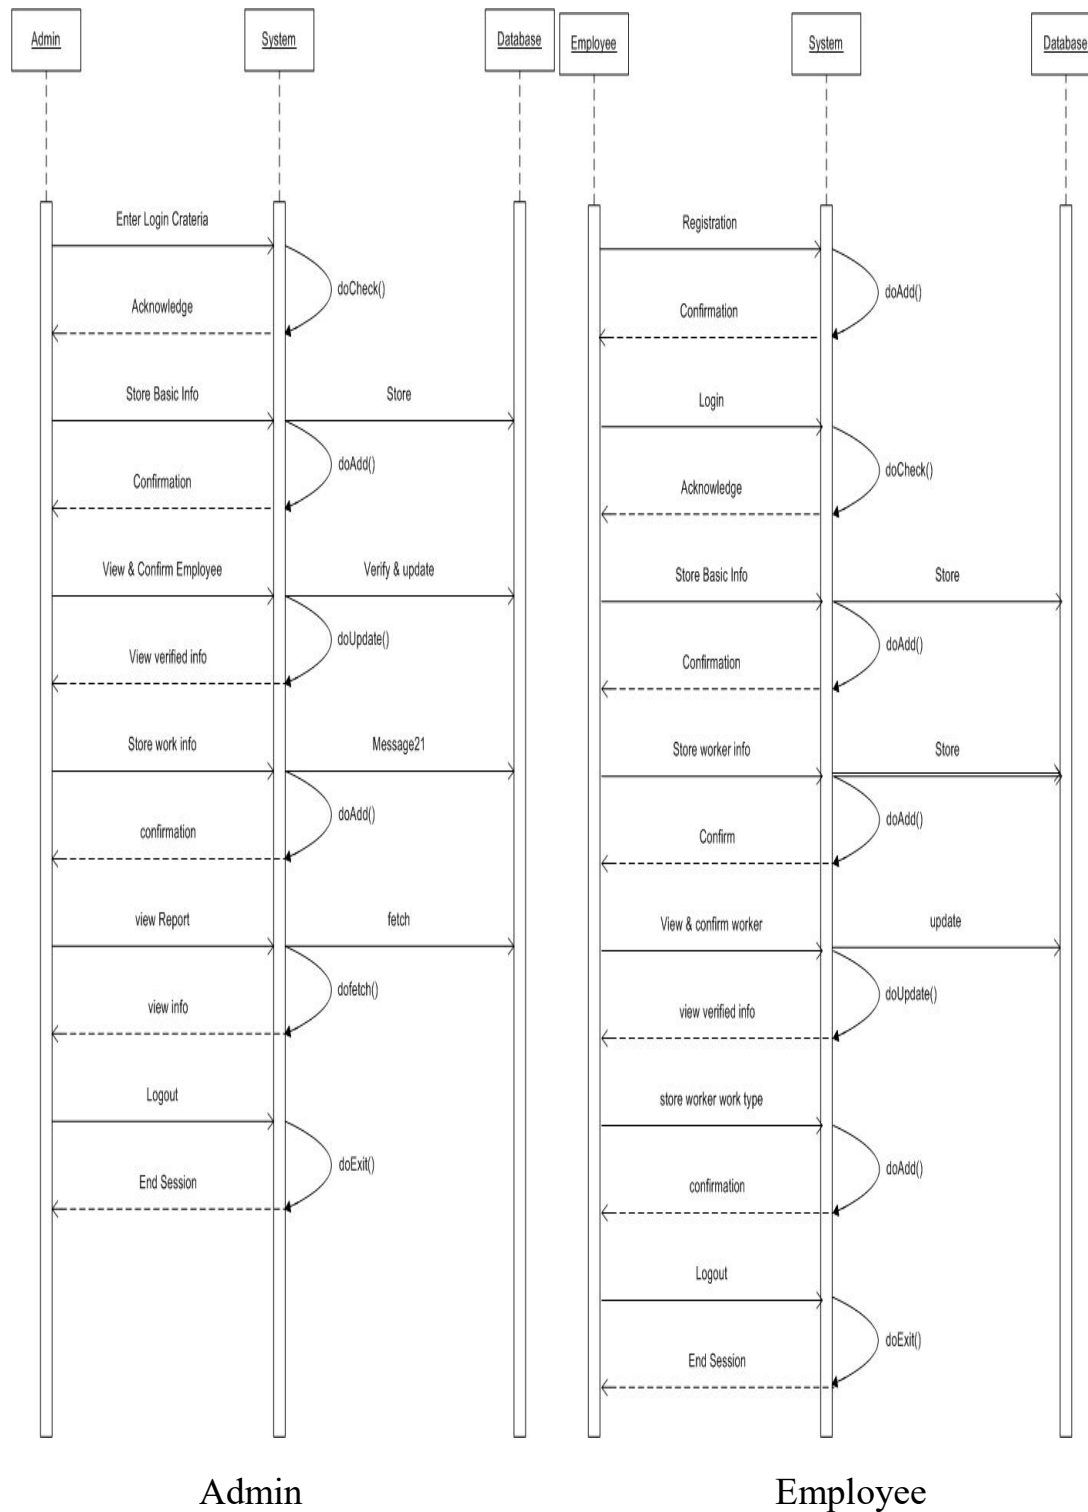 Admin
System
Database
Enter Login Crateria
doCheck()
Acknowledge
Store Basic Info
Store
doAdd()
Confirmation
View & Confirm Employee
Verify & update
doUpdate()
View verified info
Store work info
Message21
doAdd()
confirmation
view Report
fetch
dofetch()
view info
Logout
doExit()
End Session
Admin
Employee
System
Database
Registration
doAdd()
Confirmation
Login
doCheck()
Acknowledge
Store Basic Info
Store
doAdd()
Confirmation
Store worker info
Store
doAdd()
Confirm
View & confirm worker
update
doUpdate()
view verified info
store worker work type
doAdd()
confirmation
Logout
doExit()
End Session
Employee